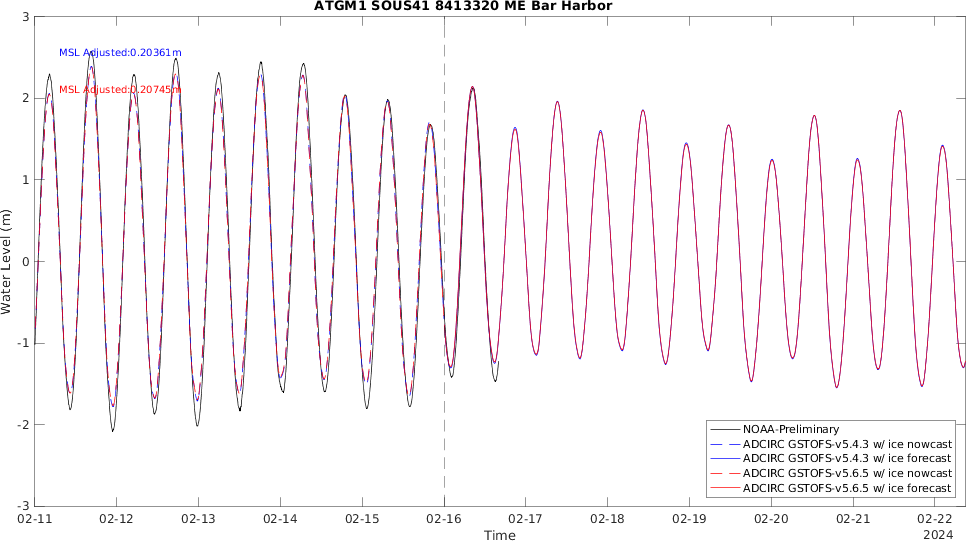 ATGM1 SOUS41 8413320 ME Bar Harbor
3
MSL Adjusted:0.20361m
MSL Adjusted:0.20745m
2
1
0
Water Level (m)
-1
-2
-3
NOAA-Preliminary
ADCIRC GSTOFS-v5.4.3 w/ ice nowcast
ADCIRC GSTOFS-v5.4.3 w/ ice forecast
ADCIRC GSTOFS-v5.6.5 w/ ice nowcast
ADCIRC GSTOFS-v5.6.5 w/ ice forecast
02-11 02-12 02-13 02-14 02-15 02-16 02-17 02-18 02-19 02-20 02-21 02-22
Time
2024